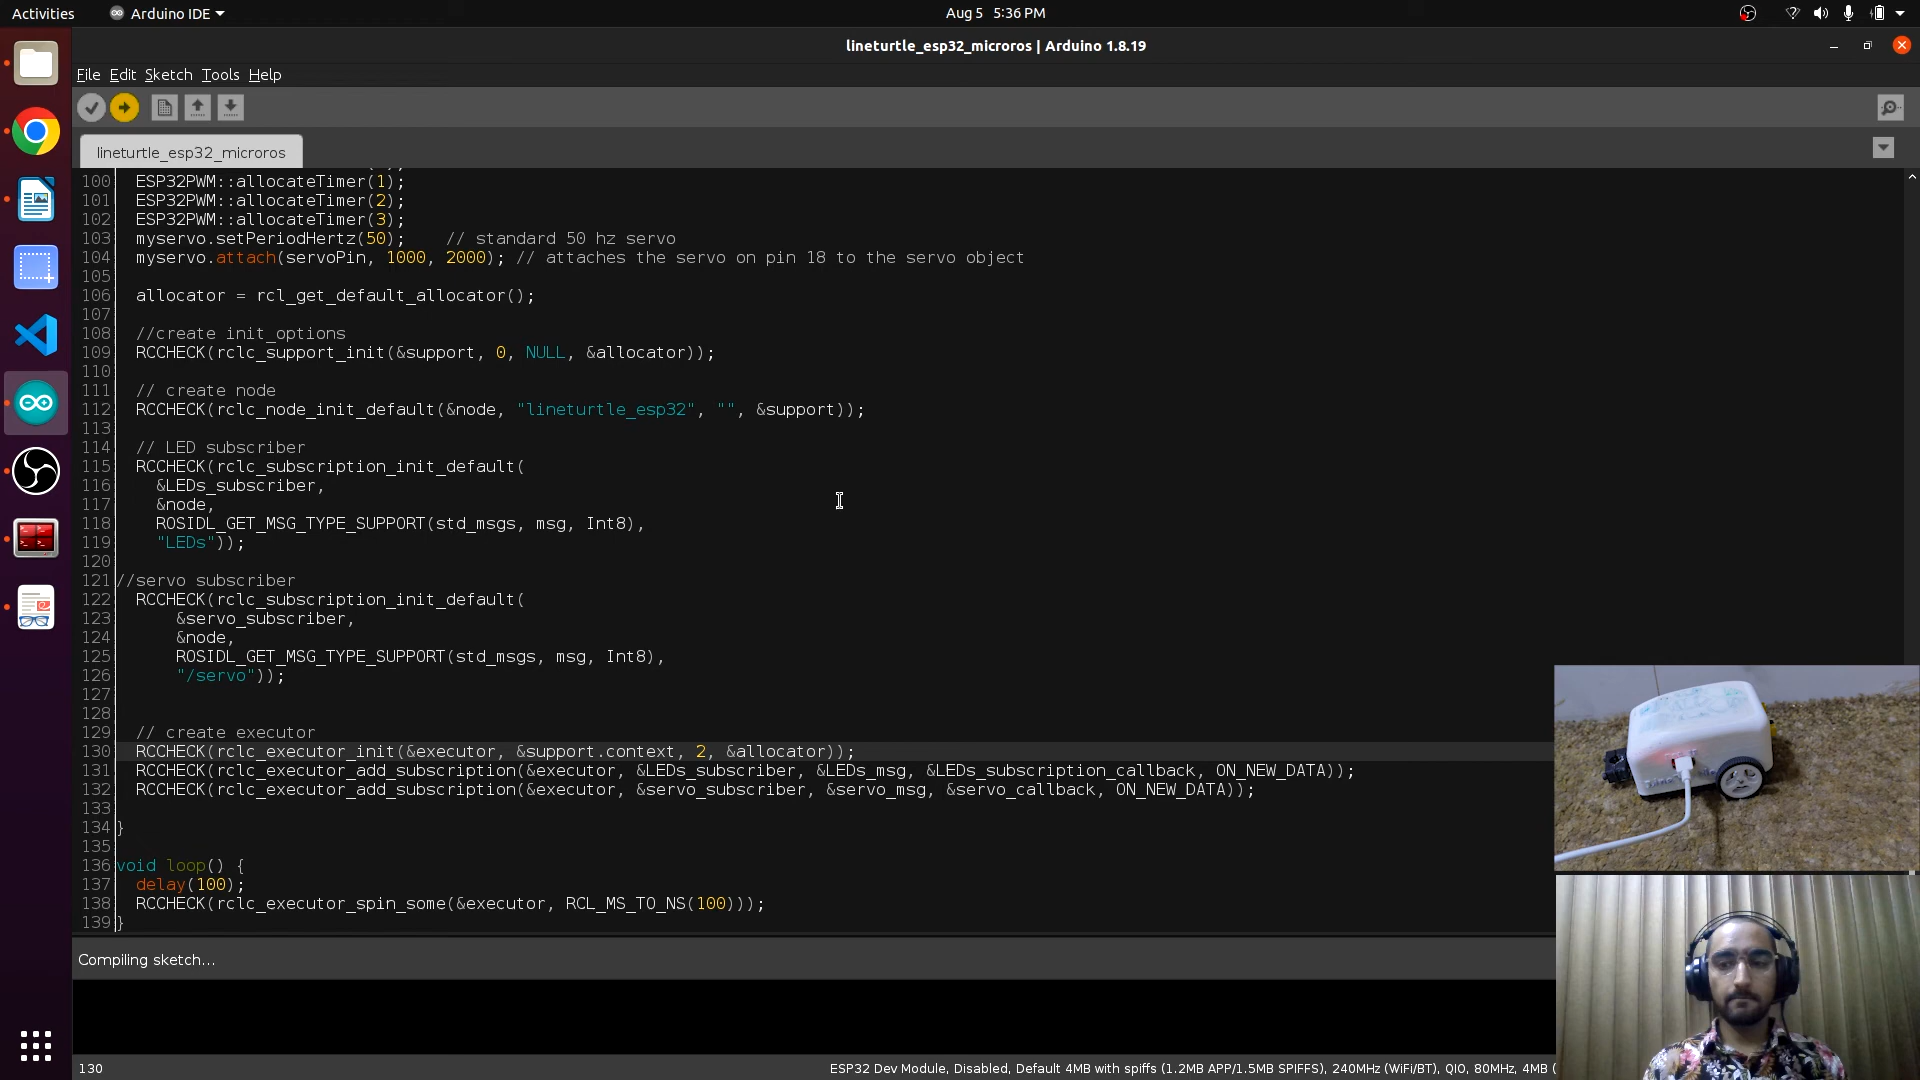 Activities
Arduino IDE
Aug 5 5:36 PM
lineturtle_esp32_microros | Arduino 1.8.19
File Edit Sketch Tools Help
lineturtle_esp32_microros
100 ESP32PWM::allocateTimer(1);
101 ESP32PWM::allocateTimer(2);
102 ESP32PWM::allocateTimer(3);
103 myservo.setPeriodHertz(50); // standard 50 hz servo
104 myservo.attach(servoPin, 1000, 2000); // attaches the servo on pin 18 to the servo object
105
106 allocator = rcl_get_default_allocator();
107
108 //create init_options
109 RCCHECK(rclc_support_init(&support, 0, NULL, &allocator));
110
111 // create node
112 RCCHECK(rclc_node_init_default(&node, "lineturtle_esp32", "", &support));
113
114 // LED subscriber
115 RCCHECK(rclc_subscription_init_default(
116 &LEDs_subscriber,
117 &node,
118 ROSIDL_GET_MSG_TYPE_SUPPORT(std_msgs, msg, Int8),
119 "LEDs"));
120
121 //servo subscriber
122 RCCHECK(rclc_subscription_init_default(
123 &servo_subscriber,
124 &node,
125 ROSIDL_GET_MSG_TYPE_SUPPORT(std_msgs, msg, Int8),
126 "/servo"));
127
128
129 // create executor
130 RCCHECK(rclc_executor_init(&executor, &support.context, 2, &allocator));
131 RCCHECK(rclc_executor_add_subscription(&executor, &LEDs_subscriber, &LEDs_msg, &LEDs_subscription_callback, ON_NEW_DATA));
132 RCCHECK(rclc_executor_add_subscription(&executor, &servo_subscriber, &servo_msg, &servo_callback, ON_NEW_DATA));
133
134 }
135
136 void loop() {
137 delay(100);
138 RCCHECK(rclc_executor_spin_some(&executor, RCL_MS_TO_NS(100)));
139 }
Compiling sketch...
130
ESP32 Dev Module, Disabled, Default 4MB with spiffs (1.2MB APP/1.5MB SPIFFS), 240MHz (WiFi/BT), QIO, 80MHz, 4MB (